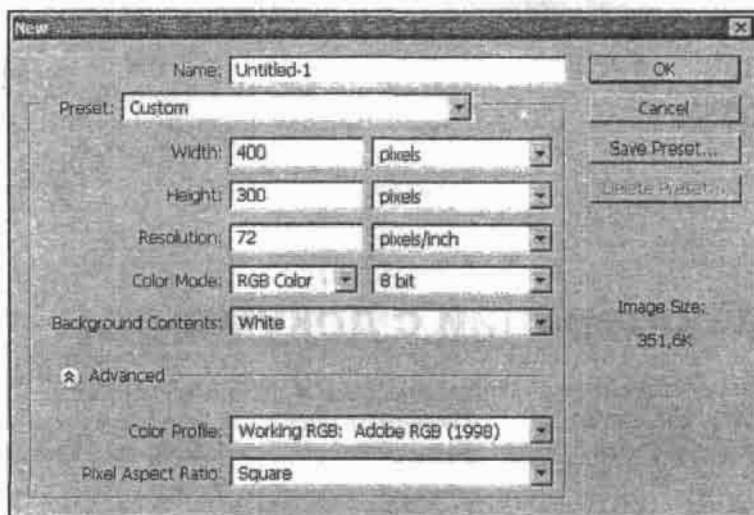 New
Name: Untitled-1
OK
Preset: Custom
Cancel
Width: 400 pixels
Save Preset...
Height: 300 pixels
Delete Preset...
Resolution: 72 pixels/inch
Color Mode: RGB Color 8 bit
Image Size:
Background Contents: White
351,6K
Advanced
Color Profile: Working RGB: Adobe RGB (1998)
Pixel Aspect Ratio: Square